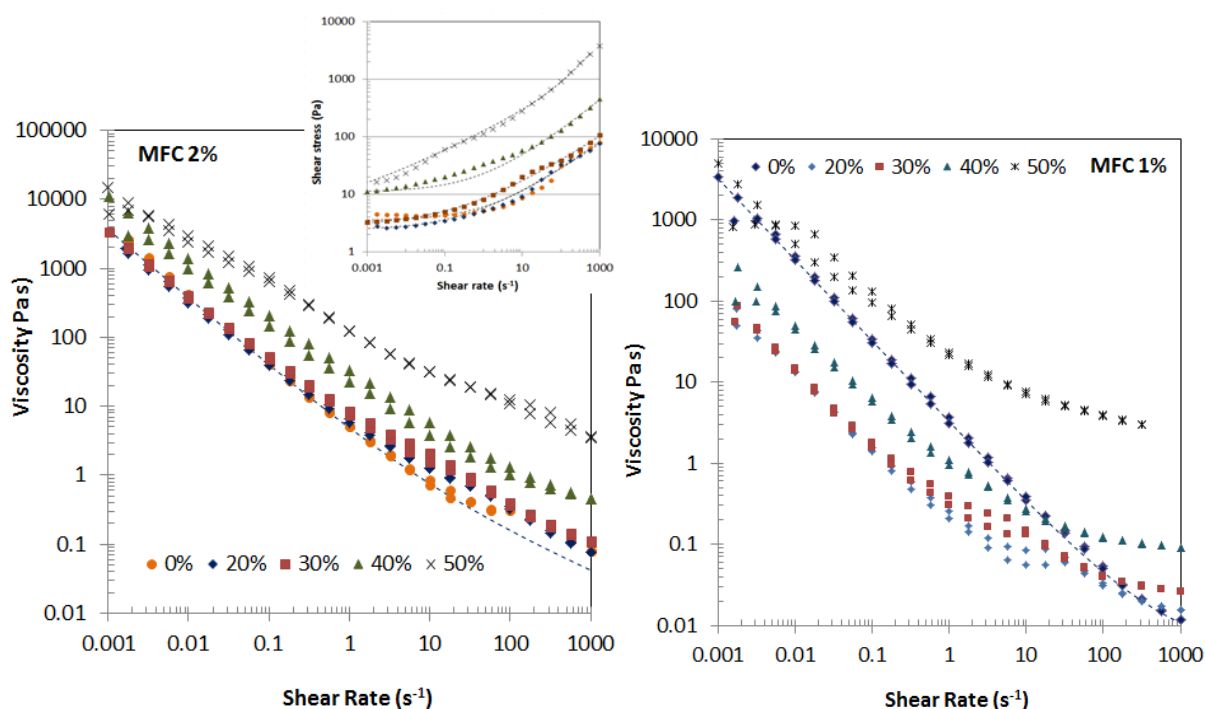 10000
1000
100
10
1
Shear stress (Pa)
0.001 0.1 10 1000
Shear rate (s-1)
100000
10000
1000
100
10
1
0.1
0.01
Viscosity Pas)
MFC 2%
0% 20% 30% 40% 50%
0.001 0.01 0.1 1 10 100 1000
Shear Rate (s-1)
10000
1000
100
10
1
0.1
0.01
Viscosity Pa s)
0% 20% 30% 40% 50%
MFC 1%
0.001 0.01 0.1 1 10 100 1000
Shear Rate (s-1)